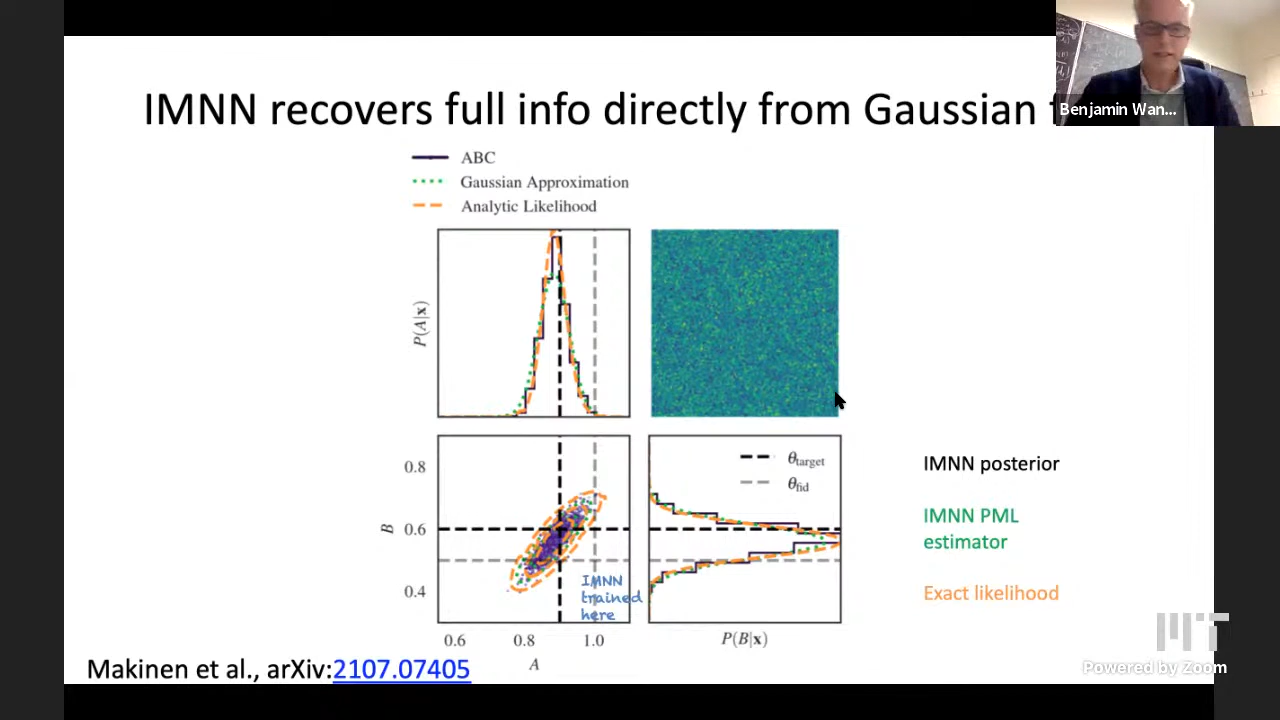 IMNN recovers full info directly from Gaussian
Benjamin Wan...
ABC
Gaussian Approximation
Analytic Likelihood
P(A|x)
θtarget
θfid
B
0.8
0.6
0.4
IMNN
trained
here
0.6 0.8 1.0
A
P(B|x)
IMNN posterior
IMNN PML
estimator
Exact likelihood
Makinen et al., arXiv:2107.07405
MIT
Powered by Zoom